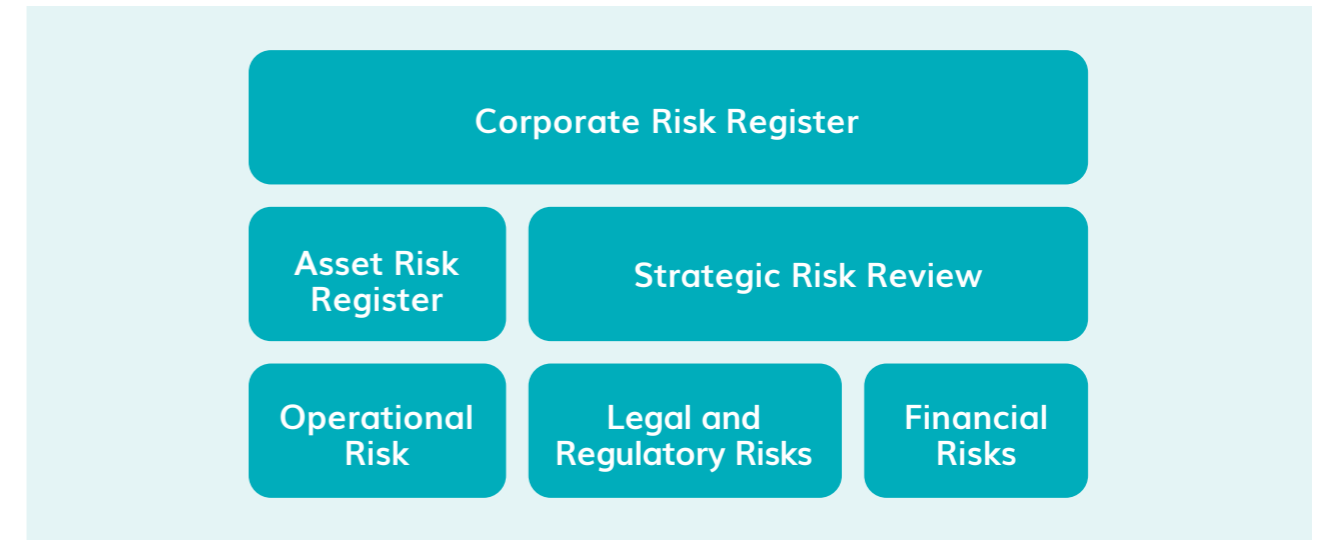 Corporate Risk Register
Asset Risk
Register
Strategic Risk Review
Operational
Risk
Legal and
Regulatory Risks
Financial
Risks